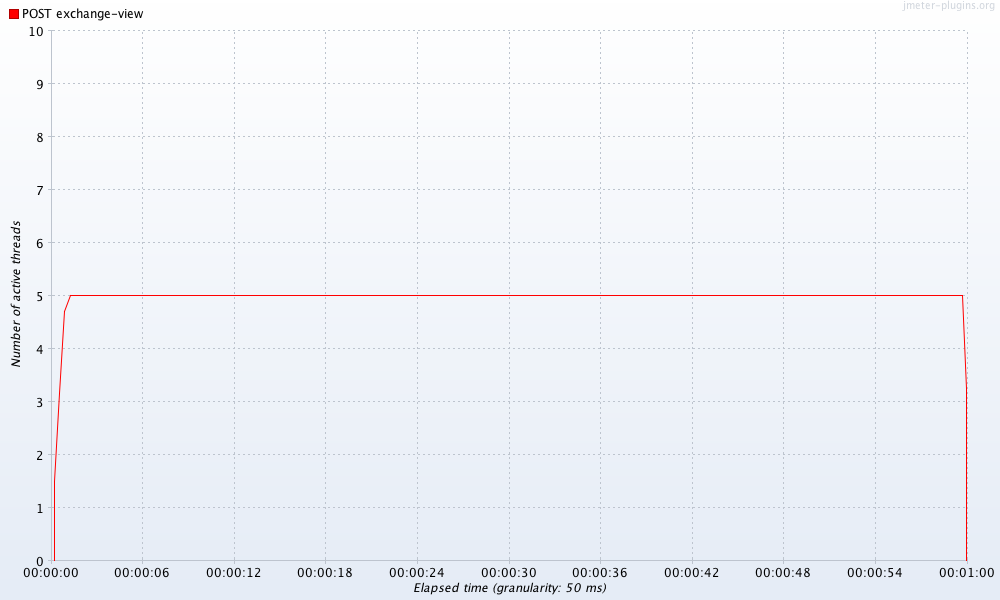 jmeter-plugins.org
POST exchange-view
10
9
8
7
6
5
4
3
2
1
0
Number of active threads
00:00:00 00:00:06 00:00:12 00:00:18 00:00:24 00:00:30 00:00:36 00:00:42 00:00:48 00:00:54 00:01:00
Elapsed time (granularity: 50 ms)